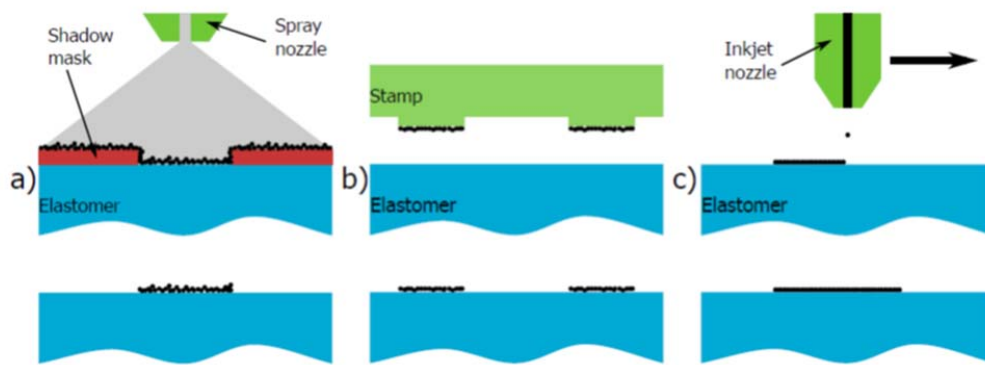 Shadow
mask
Spray
nozzle
a)
Elastomer
Stamp
b)
Elastomer
Inkjet
nozzle
c)
Elastomer